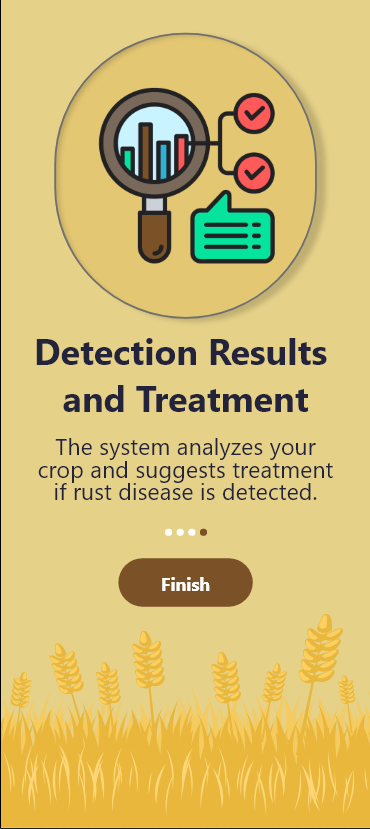 Detection Results
and Treatment
The system analyzes your
crop and suggests treatment
if rust disease is detected.
Finish